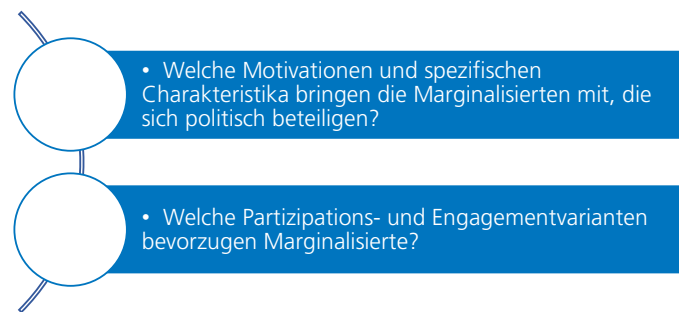 • Welche Motivationen und spezifischen
Charakteristika bringen die Marginalisierten mit, die
sich politisch beteiligen?
• Welche Partizipations- und Engagementvarianten
bevorzugen Marginalisierte?